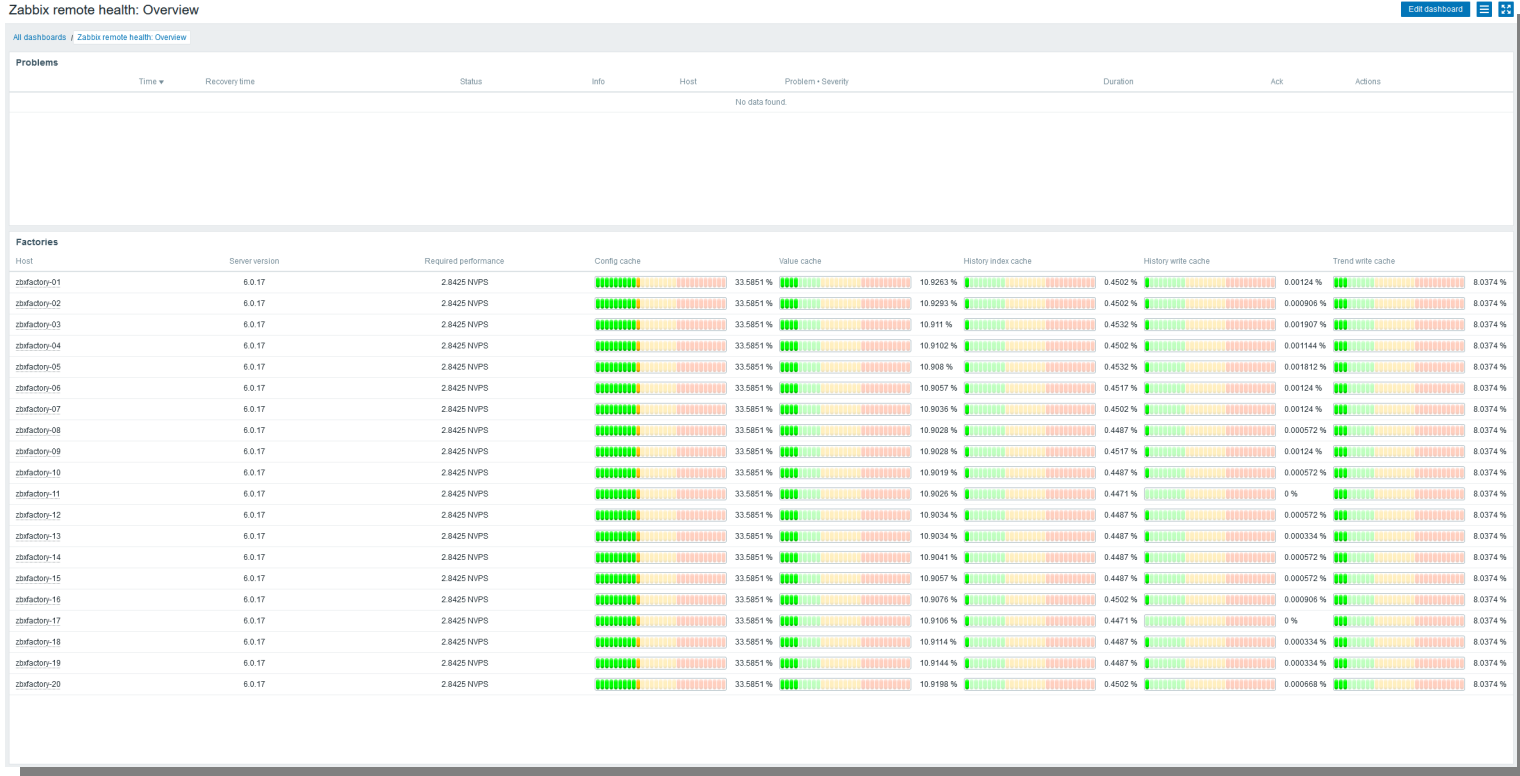 Zabbix remote health: Overview Edit dashboard
All dashboards / Zabbix remote health: Overview
Problems
Time ▼ Recovery time Status Info Host Problem • Severity Duration Ack Actions
No data found.
Factories
Host Server version Required performance Config cache Value cache History index cache History write cache Trend write cache
zbxfactory-01 6.0.17 2.8425 NVPS 33.5851 % 10.9263 % 0.4502 % 0.00124 % 8.0374 %
zbxfactory-02 6.0.17 2.8425 NVPS 33.5851 % 10.9293 % 0.4502 % 0.000906 % 8.0374 %
zbxfactory-03 6.0.17 2.8425 NVPS 33.5851 % 10.911 % 0.4532 % 0.001907 % 8.0374 %
zbxfactory-04 6.0.17 2.8425 NVPS 33.5851 % 10.9102 % 0.4502 % 0.001144 % 8.0374 %
zbxfactory-05 6.0.17 2.8425 NVPS 33.5851 % 10.908 % 0.4532 % 0.001812 % 8.0374 %
zbxfactory-06 6.0.17 2.8425 NVPS 33.5851 % 10.9057 % 0.4517 % 0.00124 % 8.0374 %
zbxfactory-07 6.0.17 2.8425 NVPS 33.5851 % 10.9036 % 0.4502 % 0.00124 % 8.0374 %
zbxfactory-08 6.0.17 2.8425 NVPS 33.5851 % 10.9028 % 0.4487 % 0.000572 % 8.0374 %
zbxfactory-09 6.0.17 2.8425 NVPS 33.5851 % 10.9028 % 0.4517 % 0.00124 % 8.0374 %
zbxfactory-10 6.0.17 2.8425 NVPS 33.5851 % 10.9019 % 0.4487 % 0.000572 % 8.0374 %
zbxfactory-11 6.0.17 2.8425 NVPS 33.5851 % 10.9026 % 0.4471 % 0 % 8.0374 %
zbxfactory-12 6.0.17 2.8425 NVPS 33.5851 % 10.9034 % 0.4487 % 0.000572 % 8.0374 %
zbxfactory-13 6.0.17 2.8425 NVPS 33.5851 % 10.9034 % 0.4487 % 0.000334 % 8.0374 %
zbxfactory-14 6.0.17 2.8425 NVPS 33.5851 % 10.9041 % 0.4487 % 0.000572 % 8.0374 %
zbxfactory-15 6.0.17 2.8425 NVPS 33.5851 % 10.9057 % 0.4487 % 0.000572 % 8.0374 %
zbxfactory-16 6.0.17 2.8425 NVPS 33.5851 % 10.9076 % 0.4502 % 0.000906 % 8.0374 %
zbxfactory-17 6.0.17 2.8425 NVPS 33.5851 % 10.9106 % 0.4471 % 0 % 8.0374 %
zbxfactory-18 6.0.17 2.8425 NVPS 33.5851 % 10.9114 % 0.4487 % 0.000334 % 8.0374 %
zbxfactory-19 6.0.17 2.8425 NVPS 33.5851 % 10.9144 % 0.4487 % 0.000334 % 8.0374 %
zbxfactory-20 6.0.17 2.8425 NVPS 33.5851 % 10.9198 % 0.4502 % 0.000668 % 8.0374 %